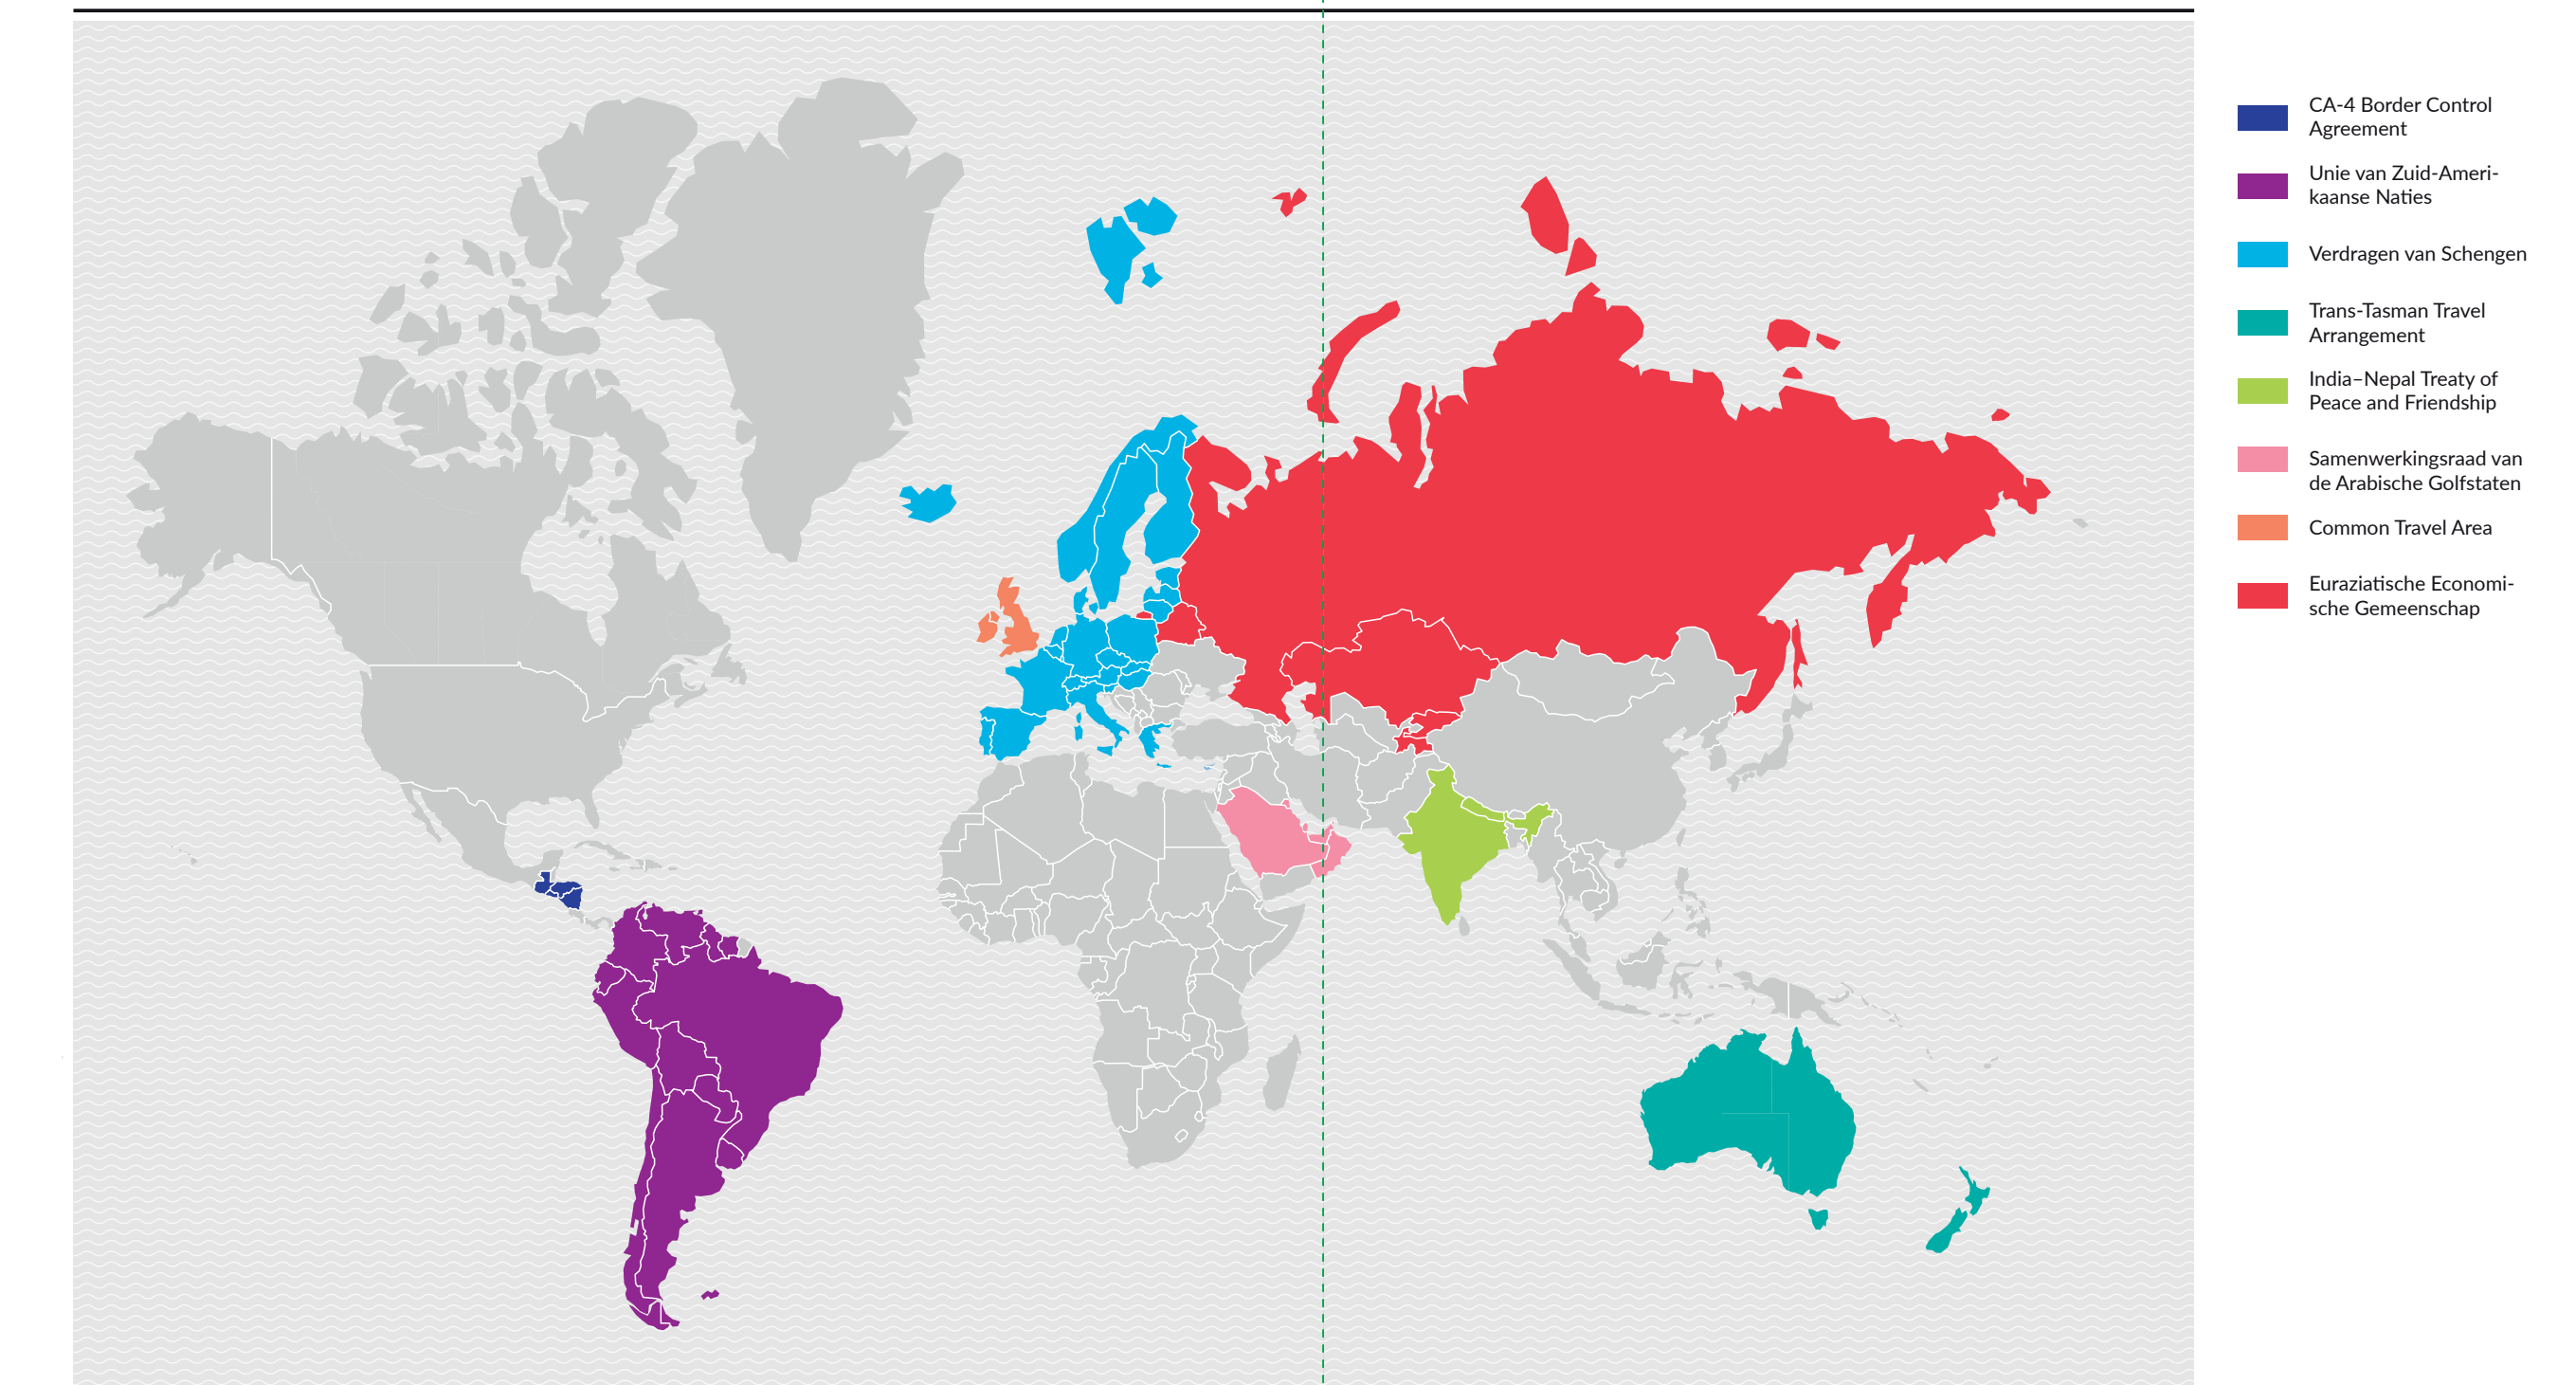 CA-4 Border Control
Agreement
Unie van Zuid-Ameri-
kaanse Naties
Verdragen van Schengen
Trans-Tasman Travel
Arrangement
India–Nepal Treaty of
Peace and Friendship
Samenwerkingsraad van
de Arabische Golfstaten
Common Travel Area
Euraziatische Economi-
sche Gemeenschap